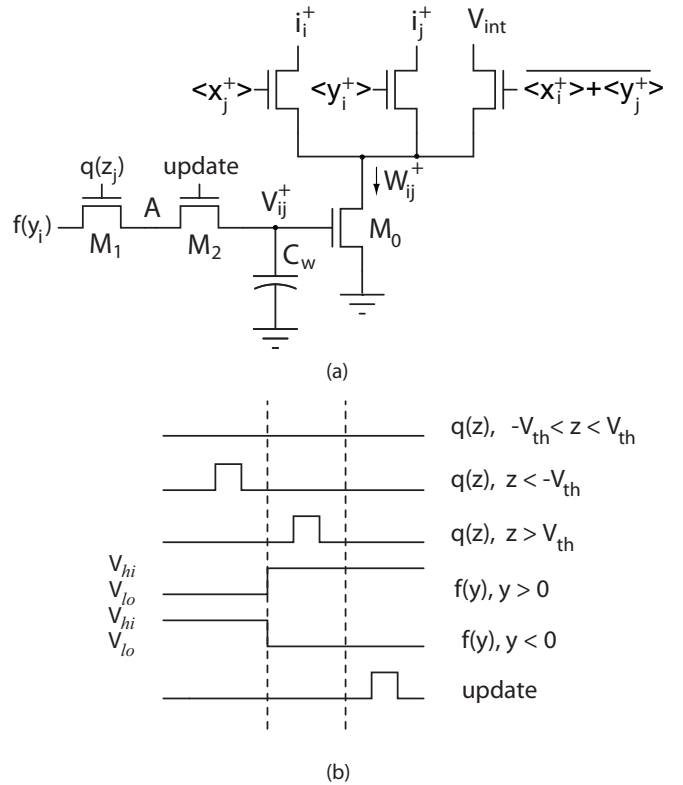 i_i^+ i_j^+ V_int
<x_j^+> <y_i^+> <x_i^+>+<y_j^+>
q(z_j) update V_ij^+ W_ij^+
f(y_i) A
M_1 M_2 C_w M_0
(a)
q(z), -V_th< z < V_th
q(z), z < -V_th
q(z), z > V_th
V_hi
V_lo f(y), y > 0
V_hi
V_lo f(y), y < 0
update
(b)